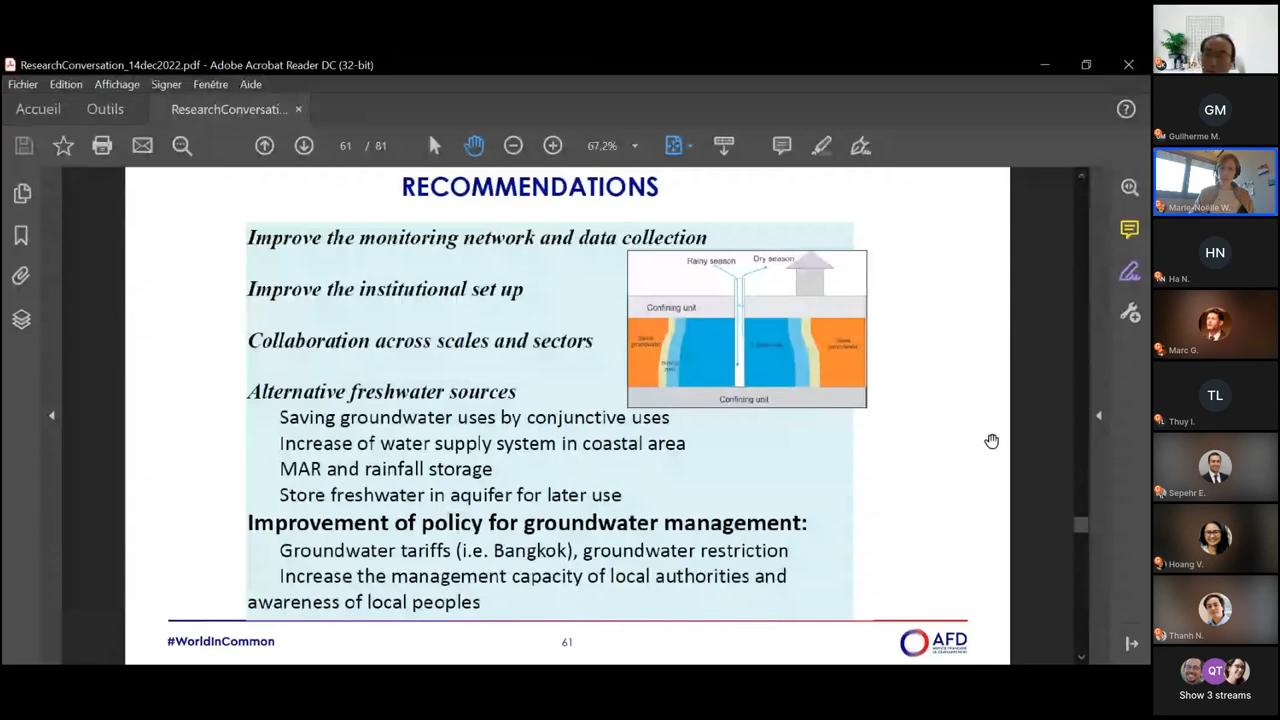 ResearchConversation_14dec2022.pdf - Adobe Acrobat Reader DC (32-bit)
Fichier Edition Affichage Signer Fenêtre Aide
Accueil Outils ResearchConversati... ×
61 / 81 67,2%
RECOMMENDATIONS
Improve the monitoring network and data collection
Improve the institutional set up
Collaboration across scales and sectors
Alternative freshwater sources
Saving groundwater uses by conjunctive uses
Increase of water supply system in coastal area
MAR and rainfall storage
Store freshwater in aquifer for later use
Improvement of policy for groundwater management:
Groundwater tariffs (i.e. Bangkok), groundwater restriction
Increase the management capacity of local authorities and
awareness of local peoples
Rainy season Dry season
Confining unit
Confining unit
#WorldInCommon
61
AFD
GM
Guilherme M.
Marie-Noëlle W.
HN
Ha N.
Marc G.
TL
Thuy I.
Sepehr E.
Hoang V.
Thanh N.
QT
Show 3 streams